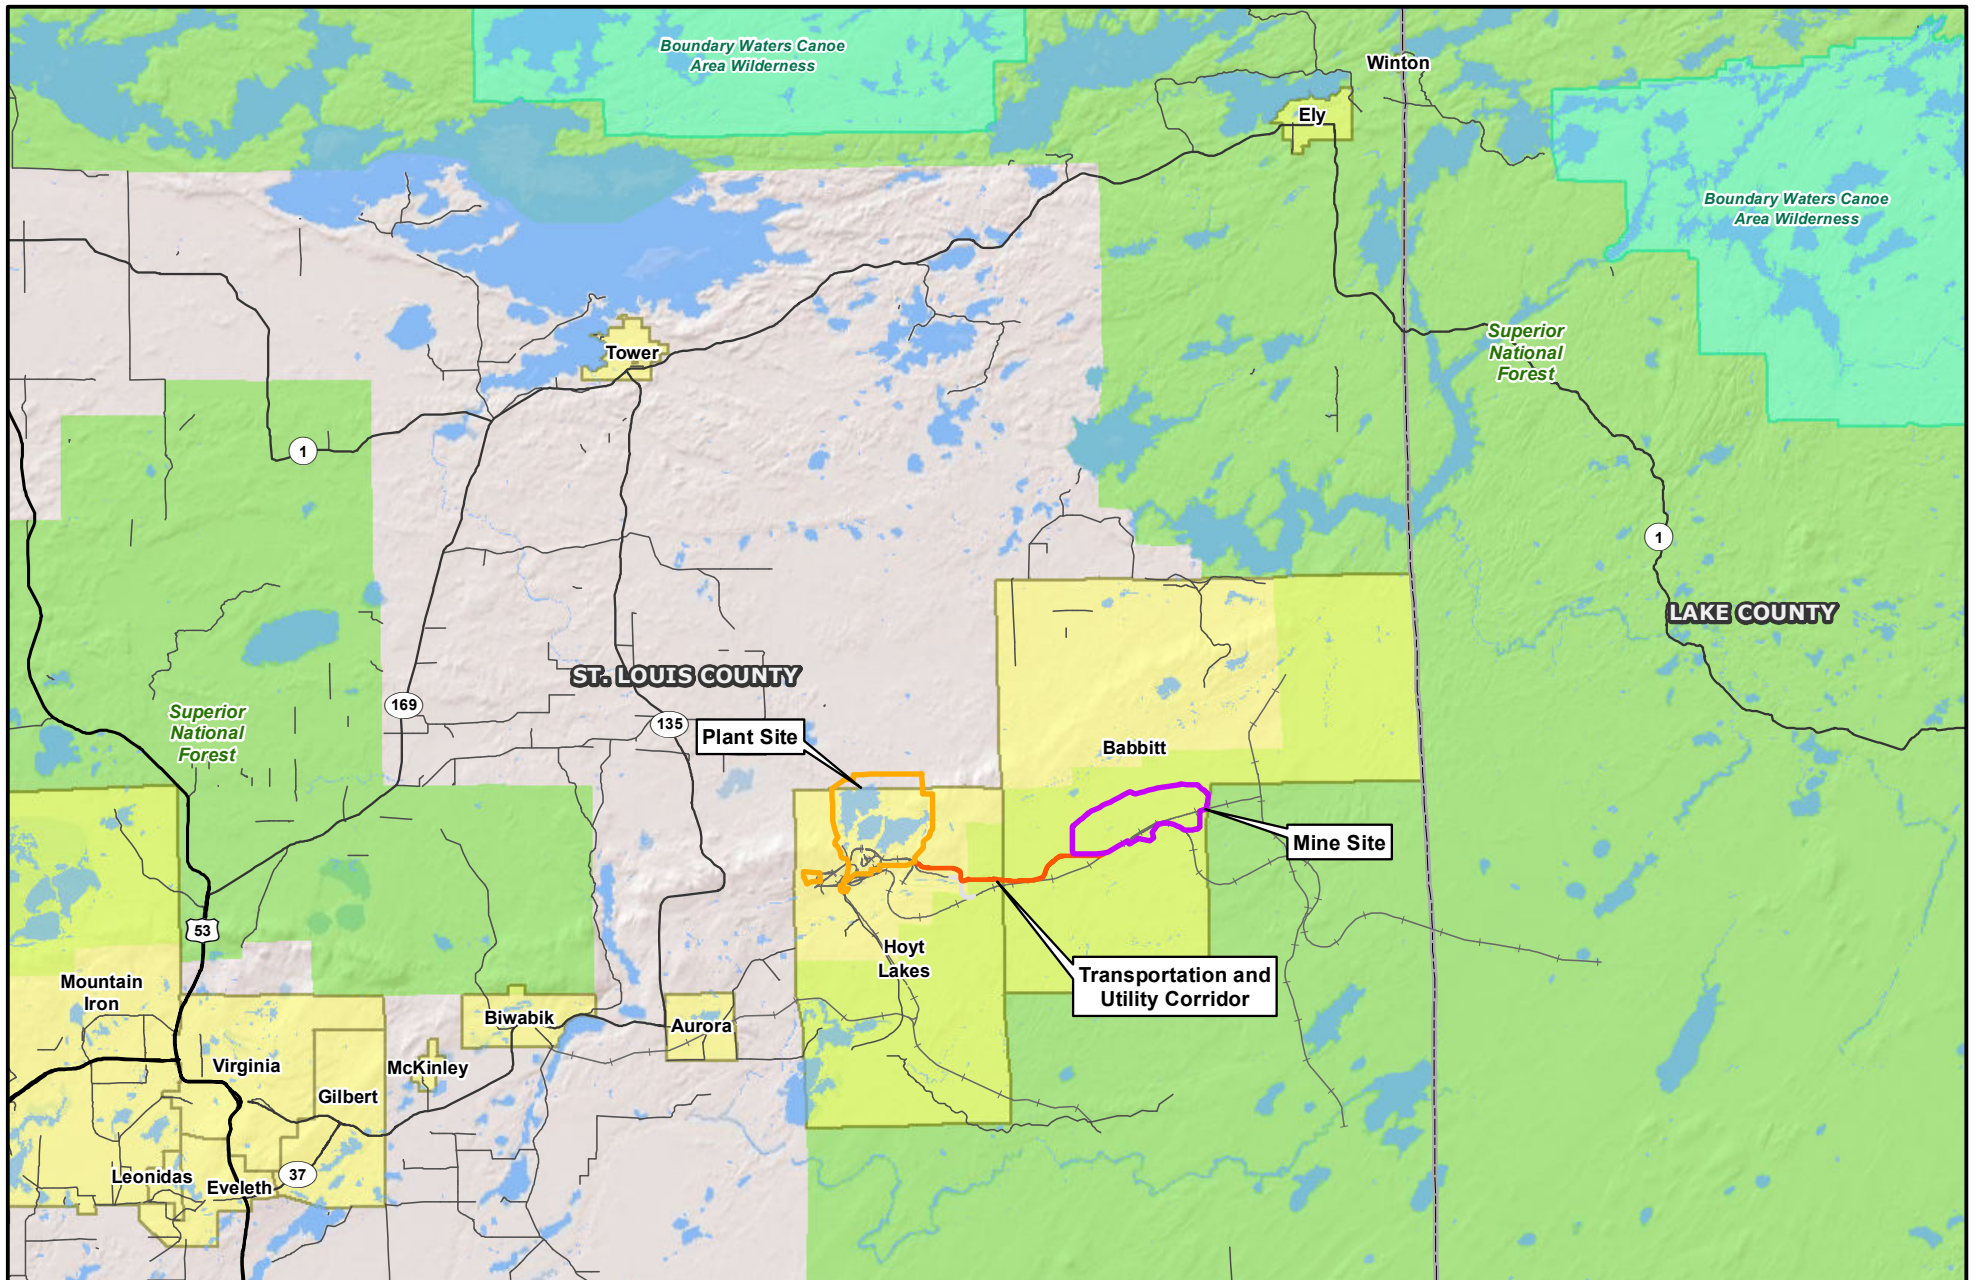 Boundary Waters Canoe
Area Wilderness
Winton
Ely
Boundary Waters Canoe
Area Wilderness
Tower
Superior
National
Forest
1
1
LAKE COUNTY
ST. LOUIS COUNTY
169
Superior
National
Forest
135
Plant Site
Babbitt
Mine Site
53
Hoyt
Lakes
Transportation and
Utility Corridor
Mountain
Iron
Biwabik
Aurora
Virginia
McKinley
Gilbert
Leonidas
37
Eveleth